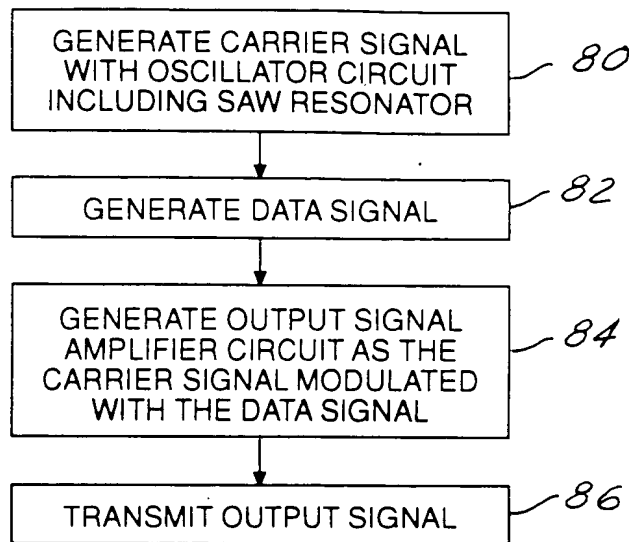 GENERATE CARRIER SIGNAL
WITH OSCILLATOR CIRCUIT
INCLUDING SAW RESONATOR
80
GENERATE DATA SIGNAL
82
GENERATE OUTPUT SIGNAL
AMPLIFIER CIRCUIT AS THE
CARRIER SIGNAL MODULATED
WITH THE DATA SIGNAL
84
TRANSMIT OUTPUT SIGNAL
86